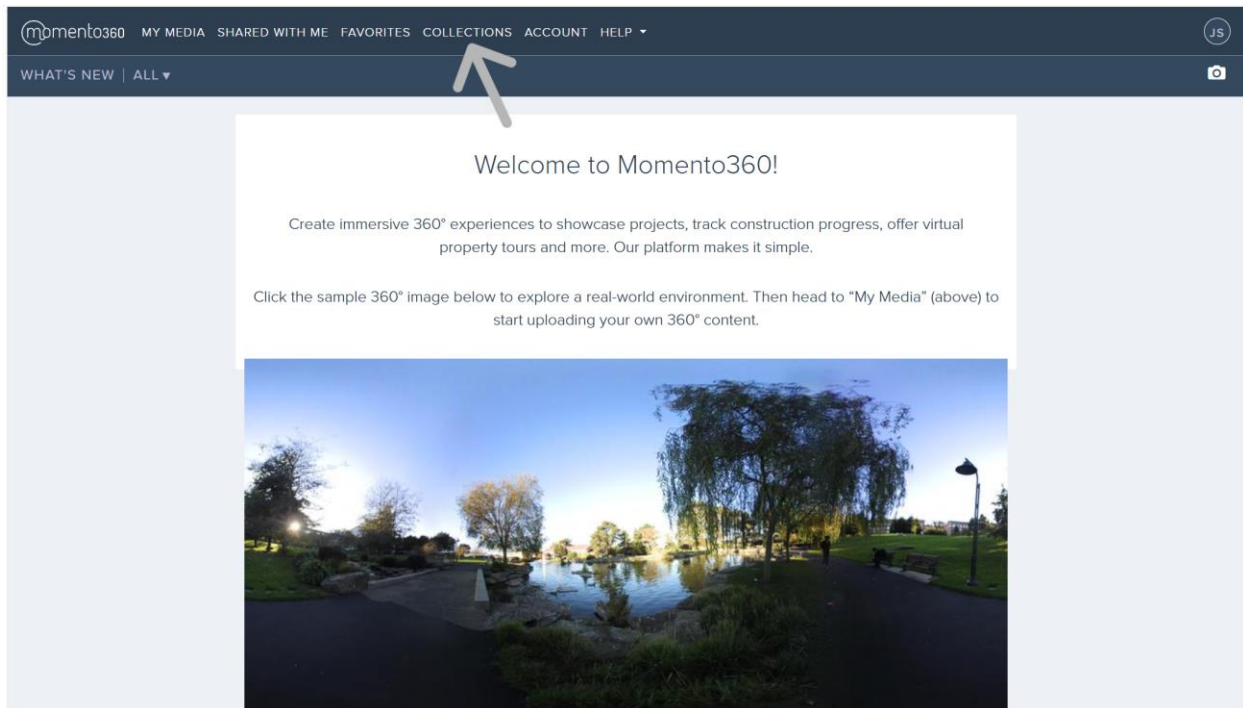 momento360 MY MEDIA SHARED WITH ME FAVORITES COLLECTIONS ACCOUNT HELP JS
WHAT'S NEW | ALL
Welcome to Momento360!
Create immersive 360° experiences to showcase projects, track construction progress, offer virtual
property tours and more. Our platform makes it simple.
Click the sample 360° image below to explore a real-world environment. Then head to “My Media” (above) to
start uploading your own 360° content.